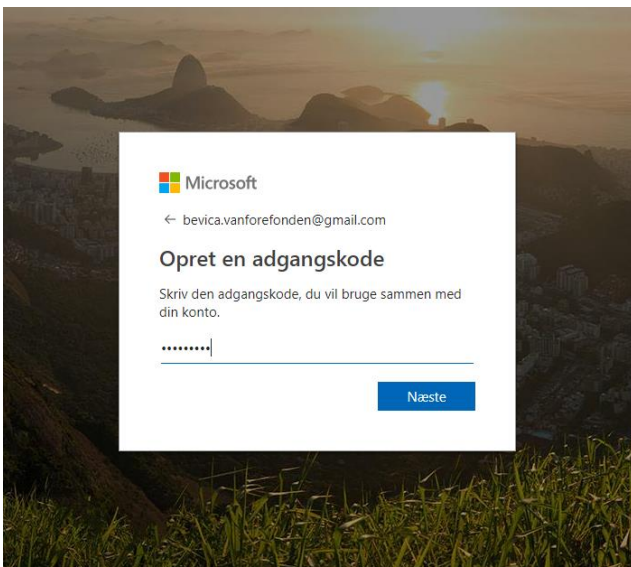 Microsoft
← bevica.vanforefonden@gmail.com
Opret en adgangskode
Skriv den adgangskode, du vil bruge sammen med
din konto.
•••••••••
Næste